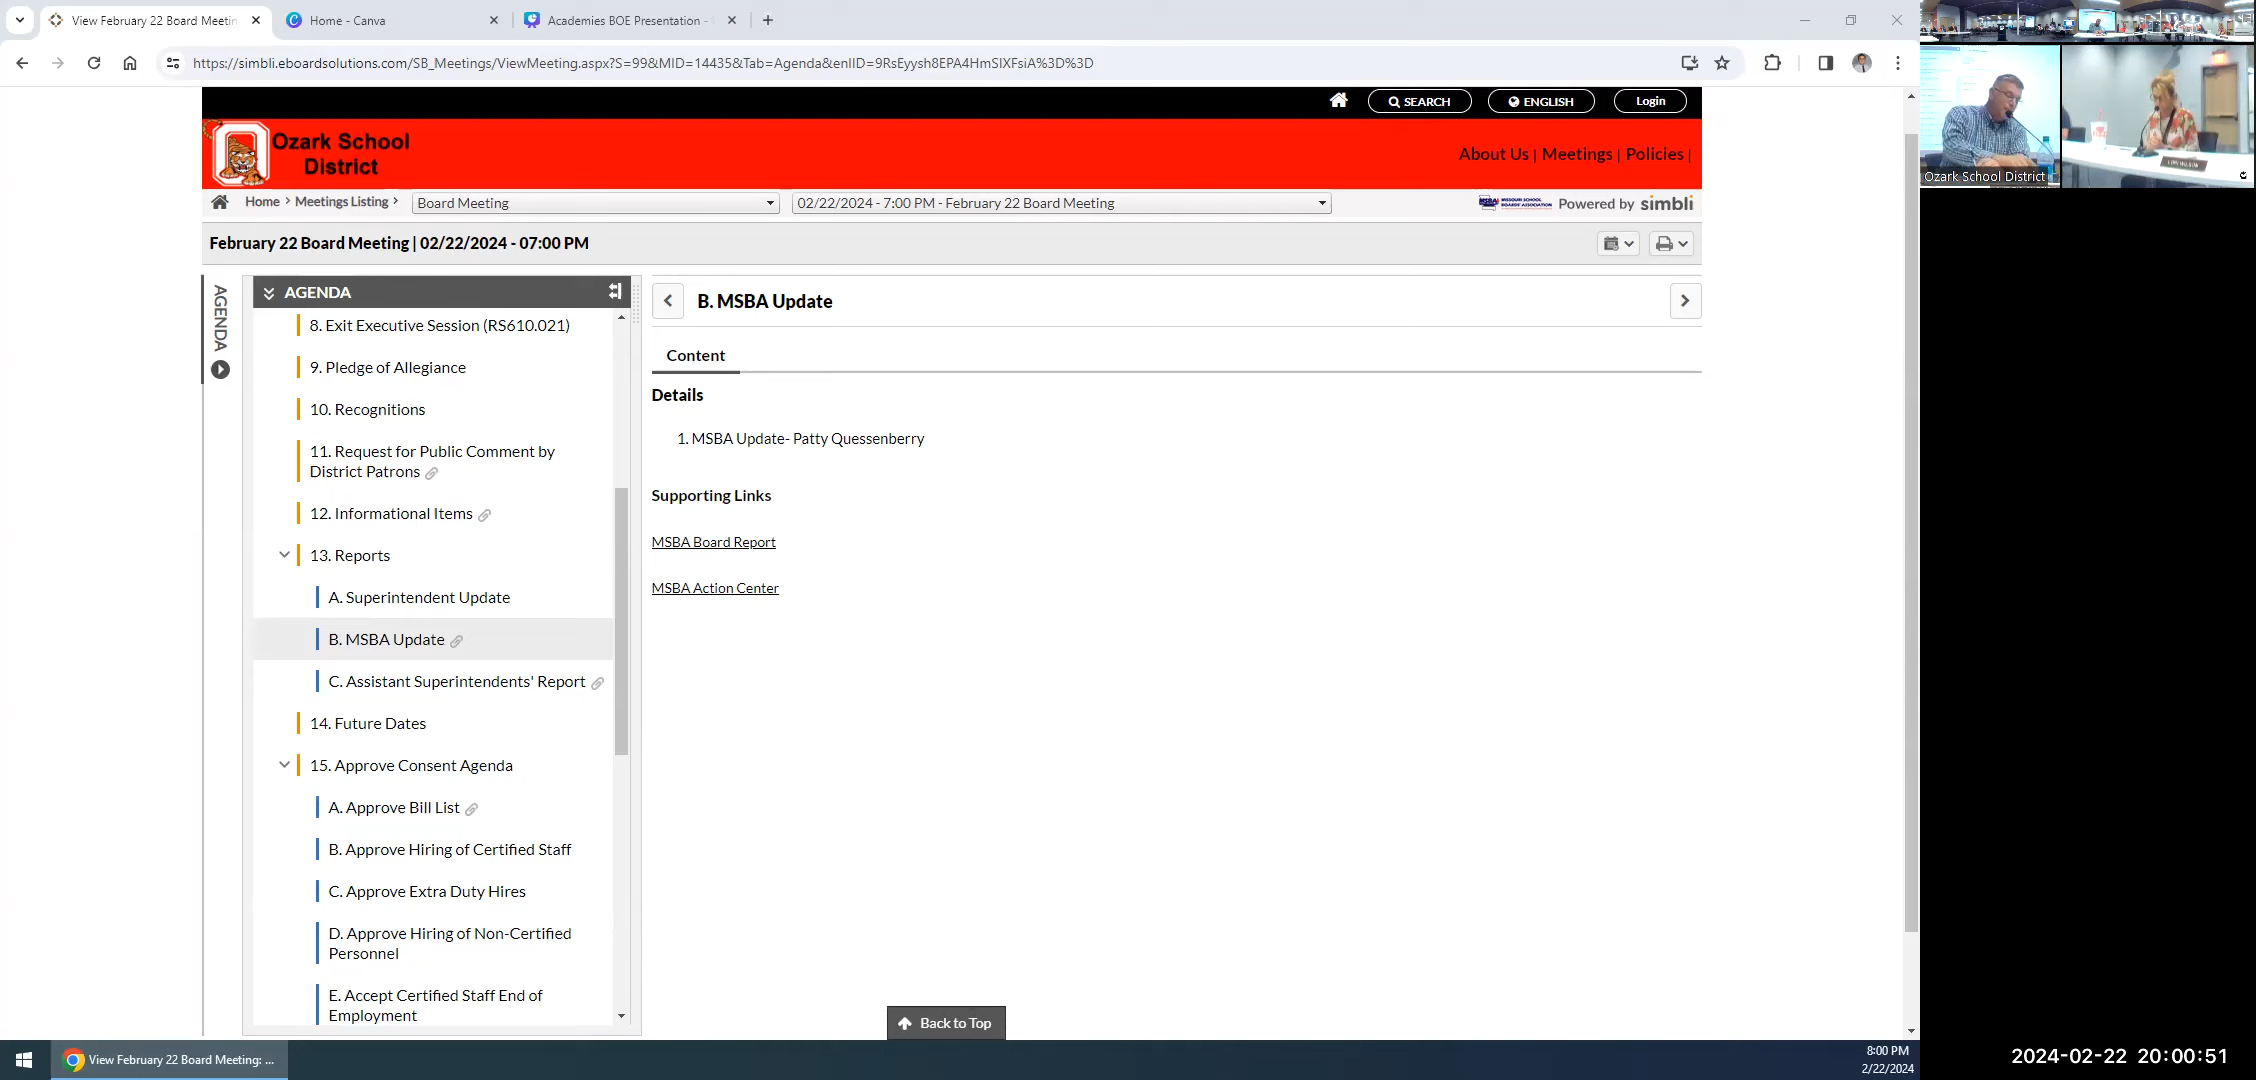 View February 22 Board Meetin
Home - Canva
Academies BOE Presentation -
https://simbli.eboardsolutions.com/SB_Meetings/ViewMeeting.aspx?S=99&MID=14435&Tab=Agenda&enIID=9RsEyysh8EPA4HmSIXFsiA%3D%3D
SEARCH
ENGLISH
Login
Ozark School
District
About Us | Meetings | Policies |
Home > Meetings Listing >
Board Meeting
02/22/2024 - 7:00 PM - February 22 Board Meeting
MSBA MISSOURI SCHOOL BOARDS' ASSOCIATION
Powered by simbli
February 22 Board Meeting | 02/22/2024 - 07:00 PM
AGENDA
AGENDA
8. Exit Executive Session (RS610.021)
9. Pledge of Allegiance
10. Recognitions
11. Request for Public Comment by
District Patrons
12. Informational Items
13. Reports
A. Superintendent Update
B. MSBA Update
C. Assistant Superintendents' Report
14. Future Dates
15. Approve Consent Agenda
A. Approve Bill List
B. Approve Hiring of Certified Staff
C. Approve Extra Duty Hires
D. Approve Hiring of Non-Certified
Personnel
E. Accept Certified Staff End of
Employment
B. MSBA Update
Content
Details
1. MSBA Update- Patty Quessenberry
Supporting Links
MSBA Board Report
MSBA Action Center
Back to Top
Ozark School District
LORI WILSON
View February 22 Board Meeting: ...
8:00 PM
2/22/2024
2024-02-22 20:00:51